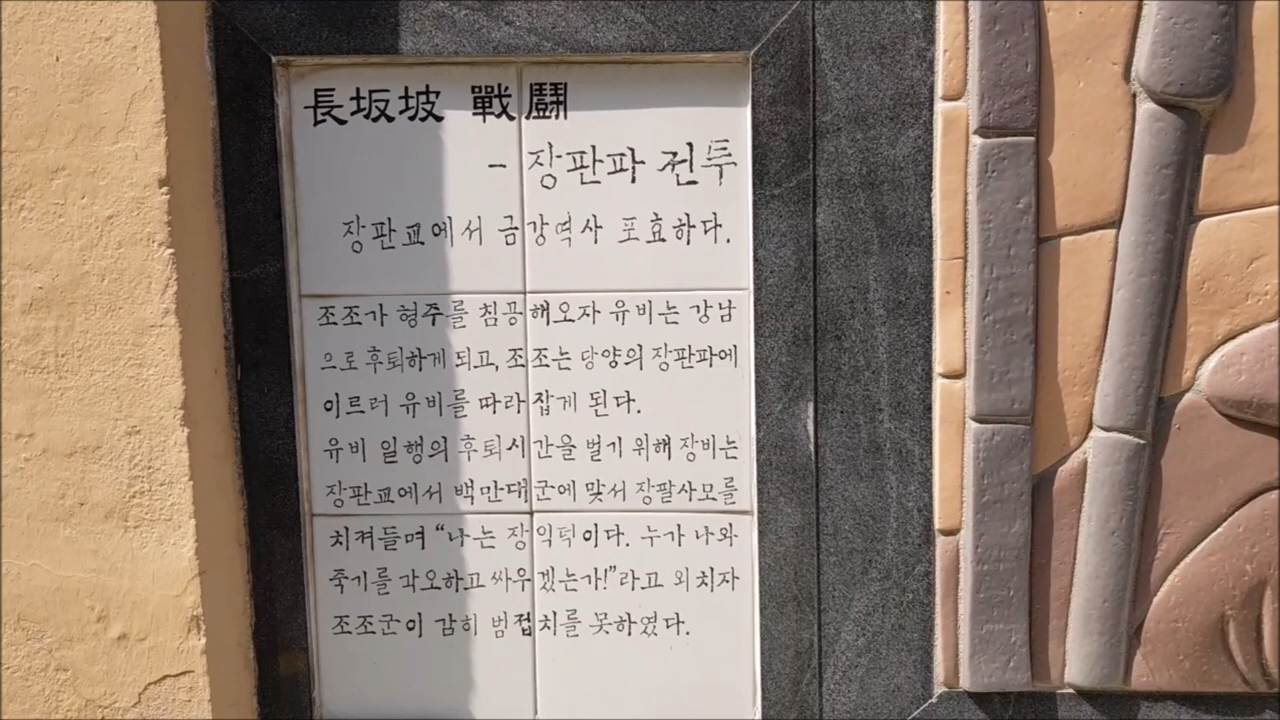 長坂坡 戰鬪
- 장판파 전투
장판교에서 금강역사 포효하다.
조조가 형주를 침공해오자 유비는 강남
으로 후퇴하게 되고, 조조는 당양의 장판파에
이르러 유비를 따라잡게 된다.
유비 일행의 후퇴시간을 벌기 위해 장비는
장판교에서 백만대군에 맞서 장팔사모를
치켜들며 “나는 장익덕이다. 누가 나와
죽기를 각오하고 싸우겠는가!”라고 외치자
조조군이 감히 범접치를 못하였다.